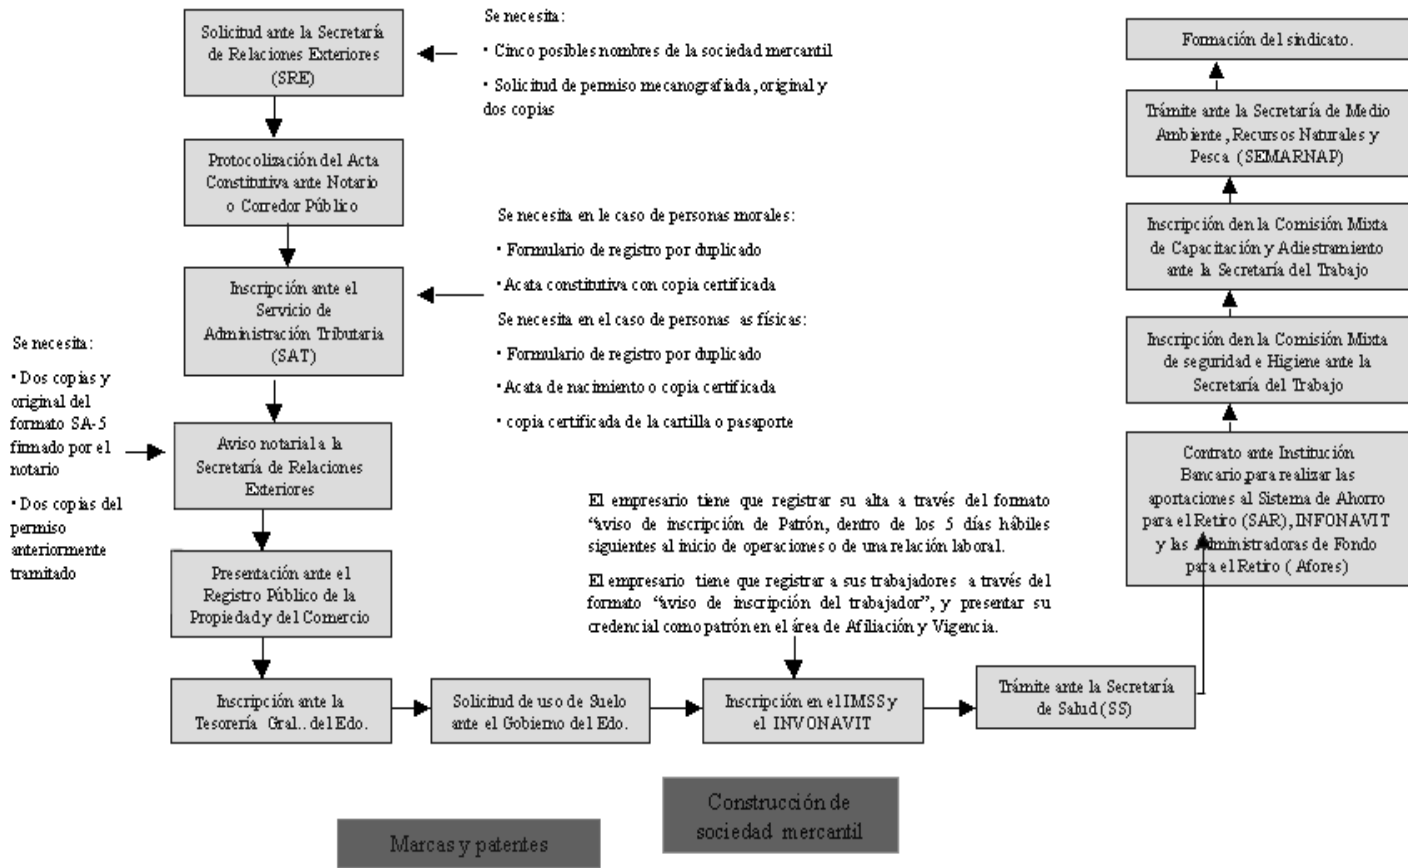 Solicitud ante la Secretaría
de Relaciones Exteriores
(SRE)
Se necesita:
• Cinco posibles nombres de la sociedad mercantil
• Solicitud de permiso mecanografiada, original y
dos copias
Protocolización del Acta
Constitutiva ante Notario
o Corredor Público
Inscripción ante el
Servicio de
Administración Tributaria
(SAT)
Se necesita en le caso de personas morales:
• Formulario de registro por duplicado
• Acata constitutiva con copia certificada
Se necesita en el caso de personas as físicas:
• Formulario de registro por duplicado
• Acata de nacimiento o copia certificada
• copia certificada de la cartilla o pasaporte
Se necesita:
• Dos copias y
original del
formato SA-5
firmado por el
notario
• Dos copias del
permiso
anteriormente
tramitado
Aviso notarial a la
Secretaría de Relaciones
Exteriores
Presentación ante el
Registro Público de la
Propiedad y del Comercio
Inscripción ante la
Tesorería Gral.. del Edo.
Solicitud de uso de Suelo
ante el Gobierno del Edo.
El empresario tiene que registrar su alta a través del formato
“aviso de inscripción de Patrón, dentro de los 5 días hábiles
siguientes al inicio de operaciones o de una relación laboral.
El empresario tiene que registrar a sus trabajadores a través del
formato “aviso de inscripción del trabajador”, y presentar su
credencial como patrón en el área de Afiliación y Vigencia.
Inscripción en el IMSS y
el INVONAVIT
Trámite ante la Secretaría
de Salud (SS)
Contrato ante Institución
Bancario,para realizar las
aportaciones al Sistema de Ahorro
para el Retiro (SAR), INFONAVIT
y las Administradoras de Fondo
para el Retiro ( Afores)
Inscripción den la Comisión Mixta
de seguridad e Higiene ante la
Secretaría del Trabajo
Inscripción den la Comisión Mixta
de Capacitación y Adiestramiento
ante la Secretaría del Trabajo
Trámite ante la Secretaría de Medio
Ambiente, Recursos Naturales y
Pesca (SEMARNAP)
Formación del sindicato.
Construcción de
sociedad mercantil
Marcas y patentes